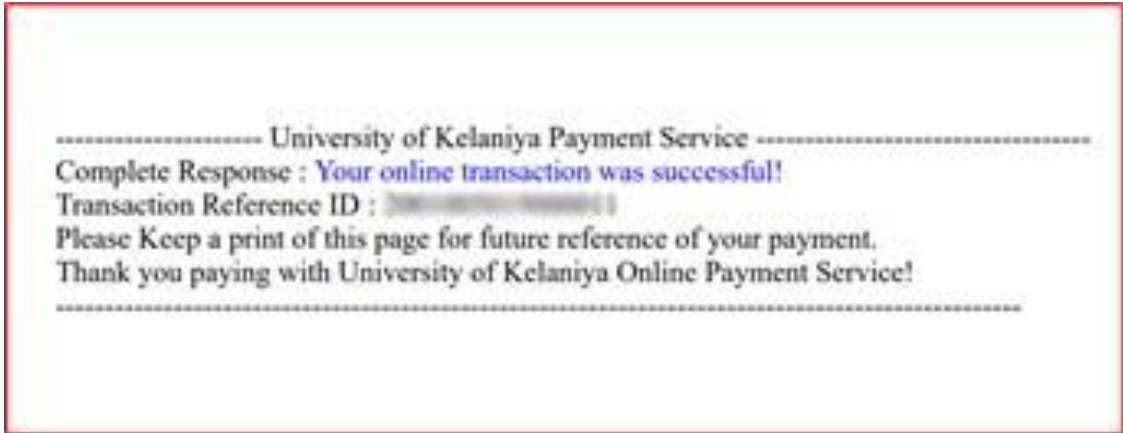 ---------------------- University of Kelaniya Payment Service ------------------------------------
Complete Response : Your online transaction was successful!
Transaction Reference ID :
Please Keep a print of this page for future reference of your payment.
Thank you paying with University of Kelaniya Online Payment Service!
--------------------------------------------------------------------------------------------------------